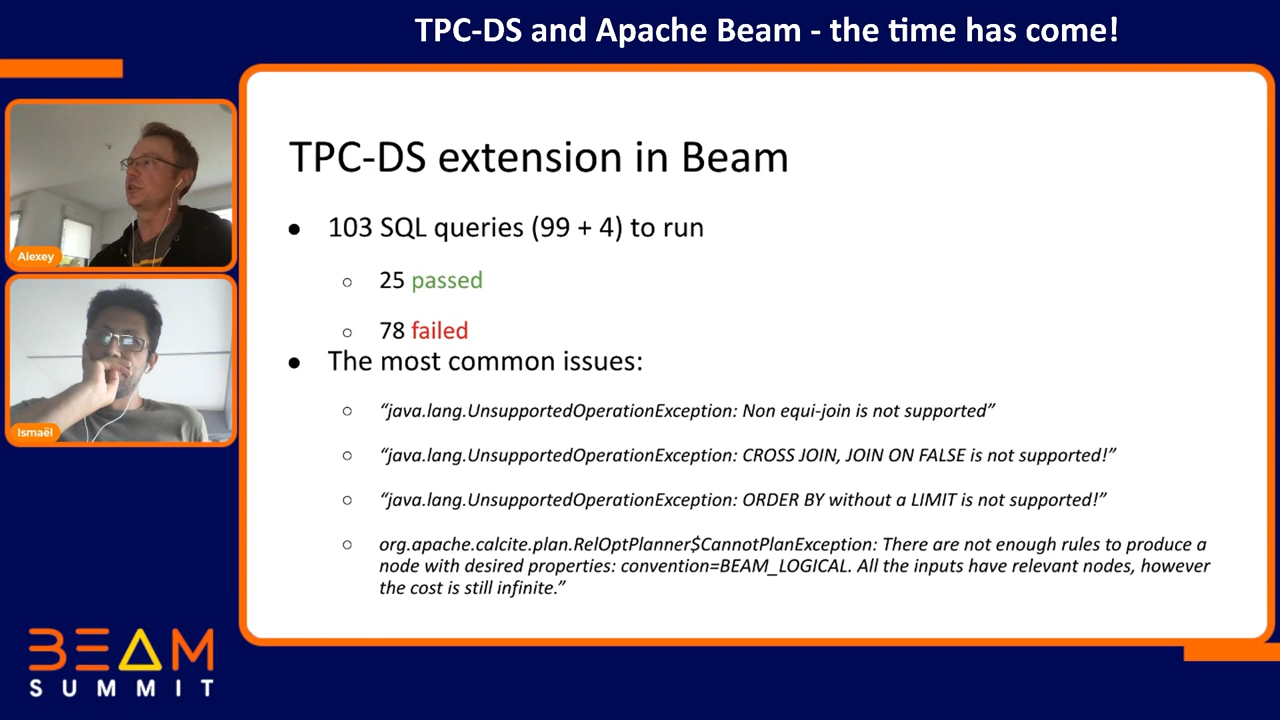 TPC-DS and Apache Beam - the time has come!
Alexey
Ismaël
TPC-DS extension in Beam
● 103 SQL queries (99 + 4) to run
○ 25 passed
○ 78 failed
● The most common issues:
○ “java.lang.UnsupportedOperationException: Non equi-join is not supported”
○ “java.lang.UnsupportedOperationException: CROSS JOIN, JOIN ON FALSE is not supported!”
○ “java.lang.UnsupportedOperationException: ORDER BY without a LIMIT is not supported!”
○ org.apache.calcite.plan.RelOptPlanner$CannotPlanException: There are not enough rules to produce a
node with desired properties: convention=BEAM_LOGICAL. All the inputs have relevant nodes, however
the cost is still infinite.”
BEAM
SUMMIT